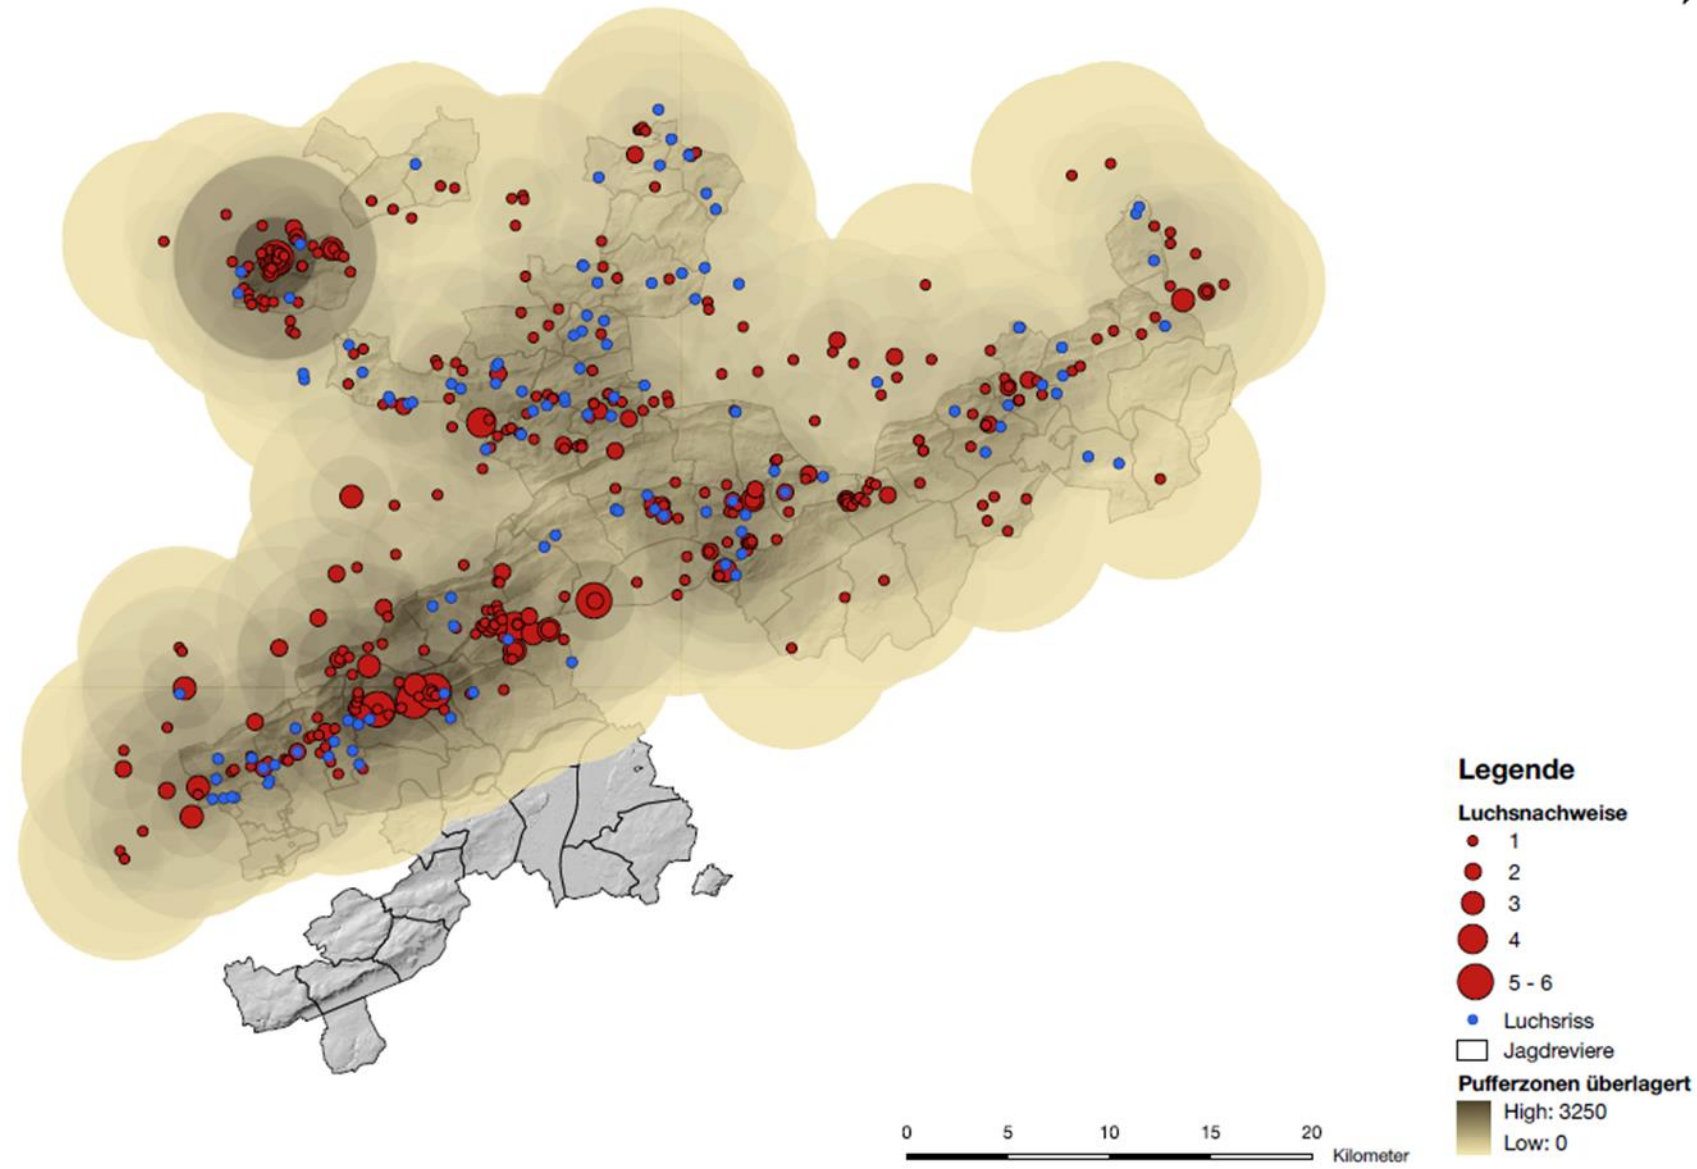 Legende
Luchsnachweise
1
2
3
4
5 - 6
Luchsriss
Jagdreviere
Pufferzonen überlagert
High: 3250
Low: 0
0 5 10 15 20
Kilometer